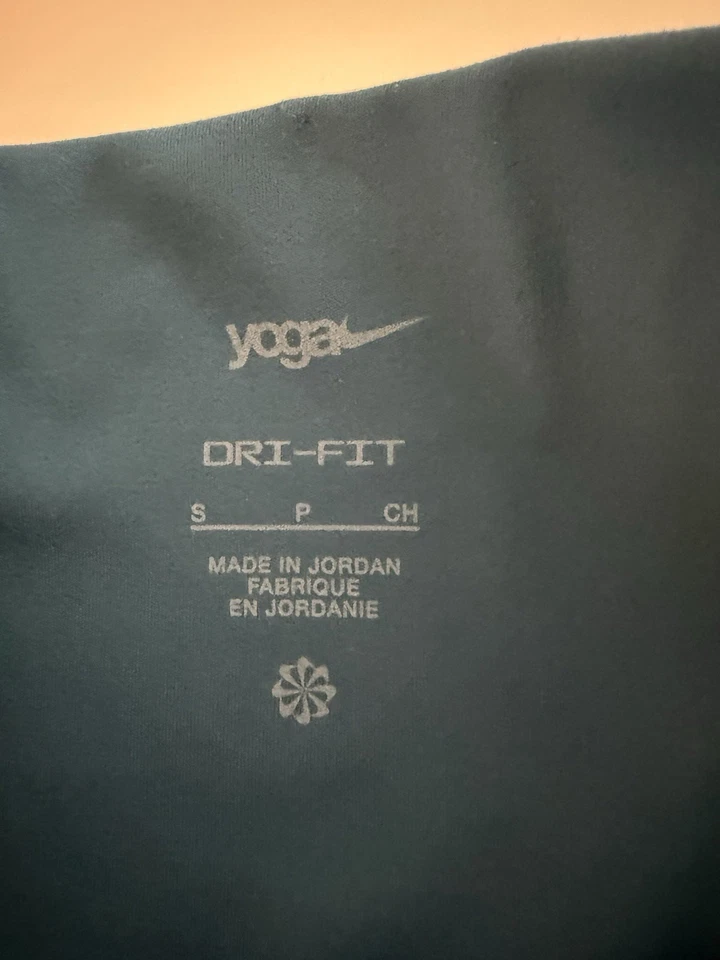 yoga
DRI-FIT
S P CH
MADE IN JORDAN
FABRIQUE
EN JORDANIE